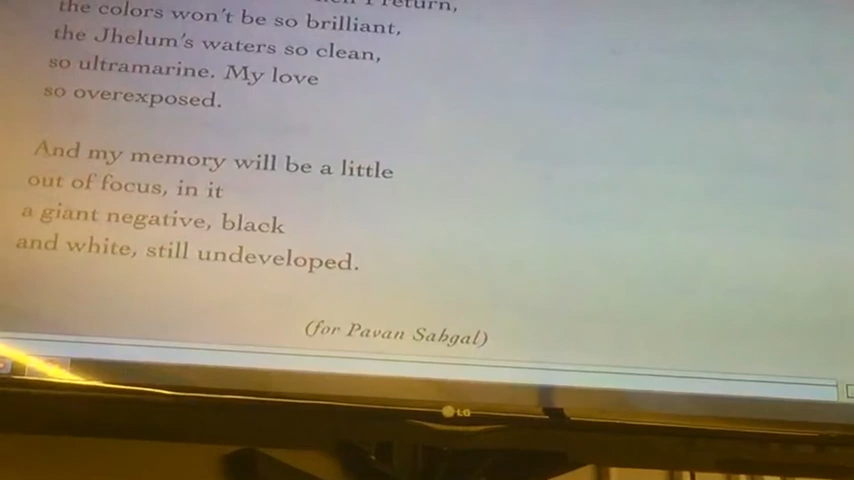 I return,
the colors won't be so brilliant,
the Jhelum's waters so clean,
so ultramarine. My love
so overexposed.
And my memory will be a little
out of focus, in it
a giant negative, black
and white, still undeveloped.
(for Pavan Sahgal)
LG